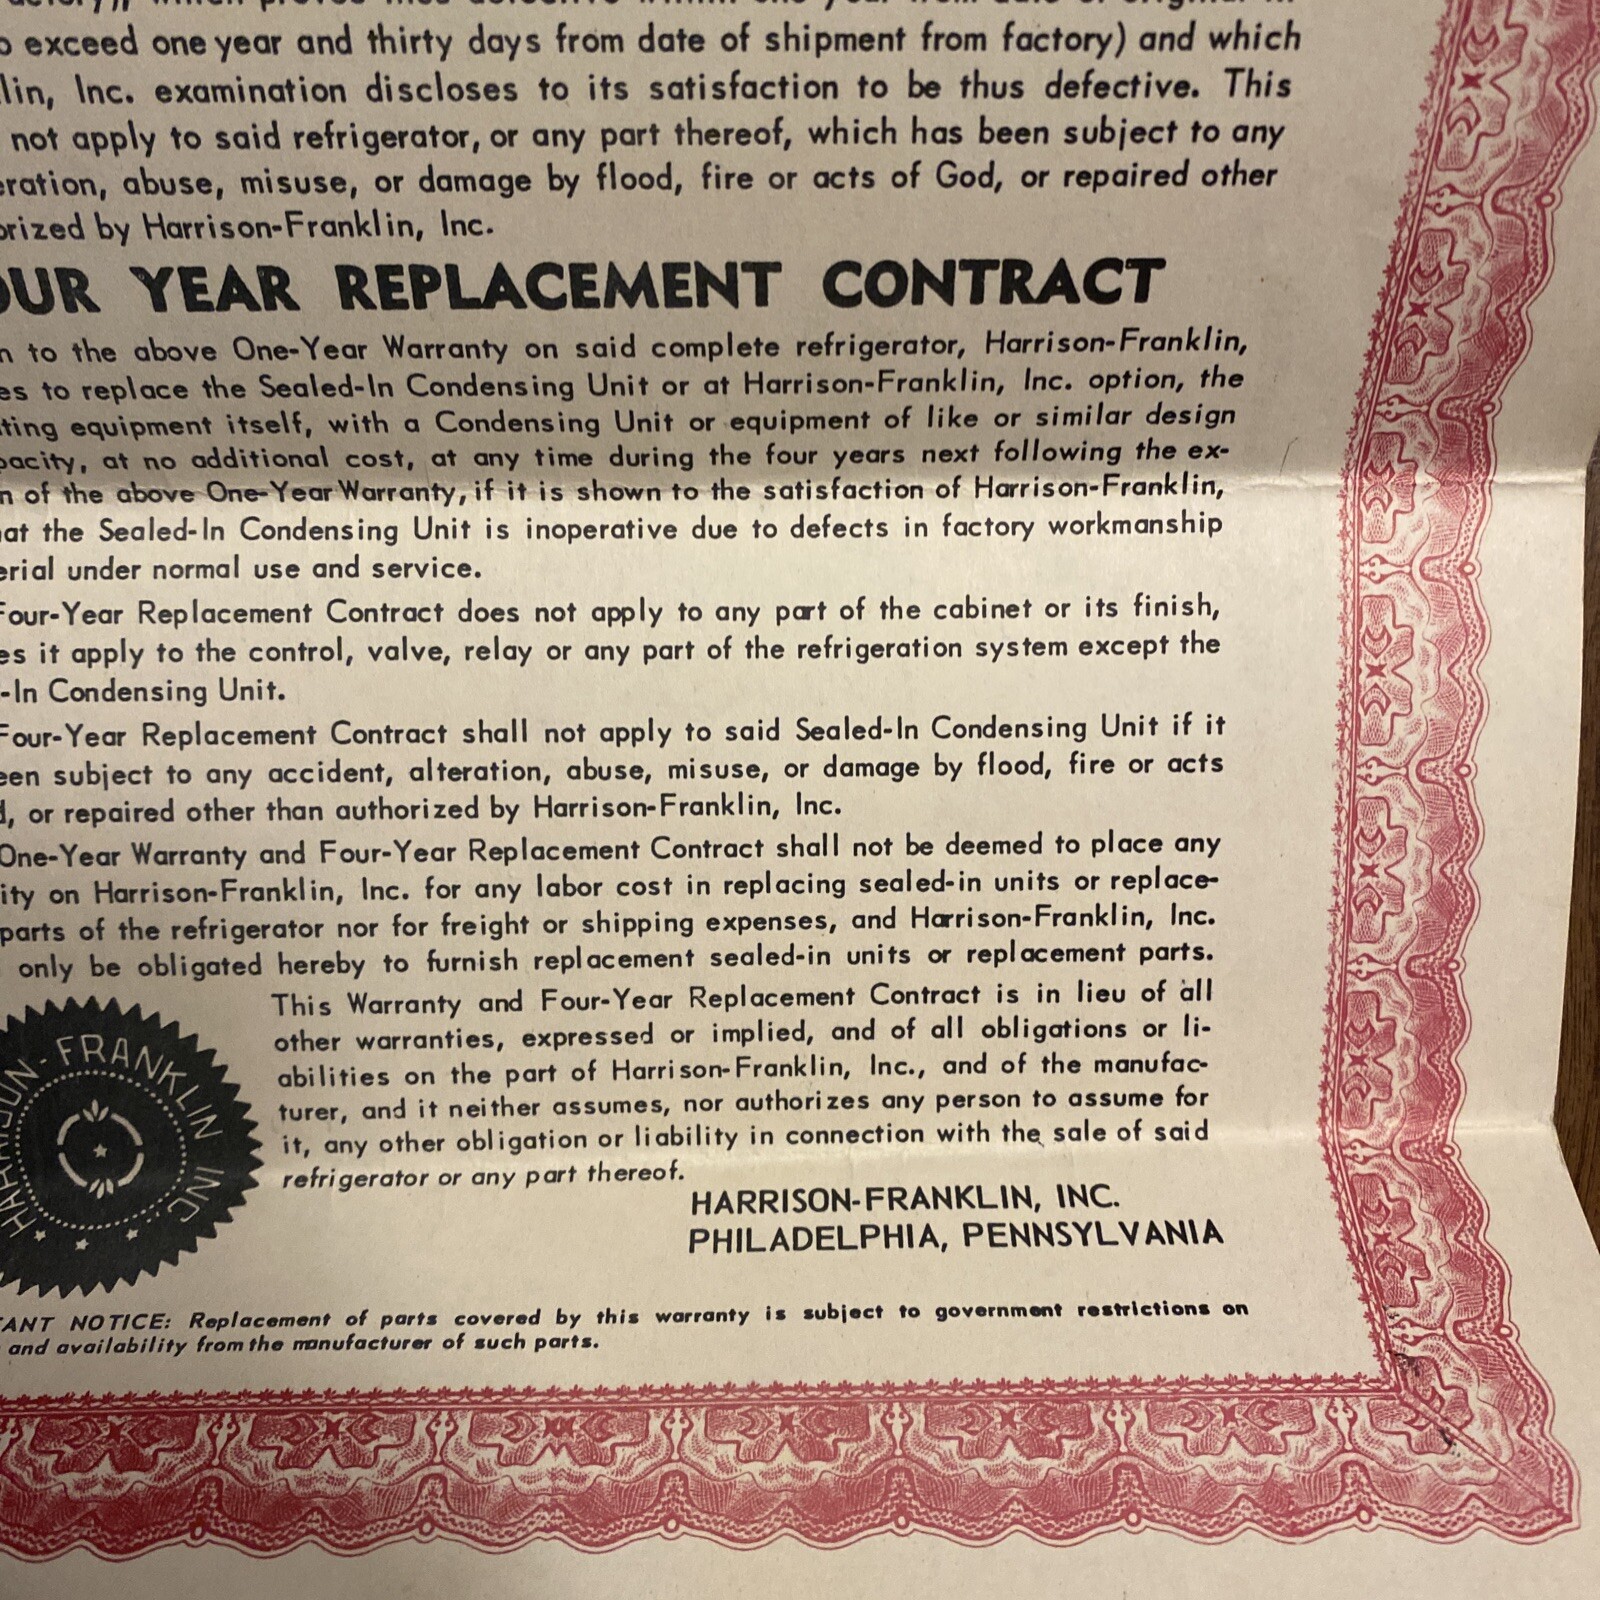 which proves thus defective within one year from date of original in-
o exceed one year and thirty days from date of shipment from factory) and which
lin, Inc. examination discloses to its satisfaction to be thus defective. This
not apply to said refrigerator, or any part thereof, which has been subject to any
eration, abuse, misuse, or damage by flood, fire or acts of God, or repaired other
orized by Harrison-Franklin, Inc.
OUR YEAR REPLACEMENT CONTRACT
n to the above One-Year Warranty on said complete refrigerator, Harrison-Franklin,
es to replace the Sealed-In Condensing Unit or at Harrison-Franklin, Inc. option, the
ting equipment itself, with a Condensing Unit or equipment of like or similar design
pacity, at no additional cost, at any time during the four years next following the ex-
n of the above One-Year Warranty, if it is shown to the satisfaction of Harrison-Franklin,
hat the Sealed-In Condensing Unit is inoperative due to defects in factory workmanship
erial under normal use and service.
Four-Year Replacement Contract does not apply to any part of the cabinet or its finish,
es it apply to the control, valve, relay or any part of the refrigeration system except the
-In Condensing Unit.
Four-Year Replacement Contract shall not apply to said Sealed-In Condensing Unit if it
een subject to any accident, alteration, abuse, misuse, or damage by flood, fire or acts
d, or repaired other than authorized by Harrison-Franklin, Inc.
One-Year Warranty and Four-Year Replacement Contract shall not be deemed to place any
ity on Harrison-Franklin, Inc. for any labor cost in replacing sealed-in units or replace-
parts of the refrigerator nor for freight or shipping expenses, and Harrison-Franklin, Inc.
only be obligated hereby to furnish replacement sealed-in units or replacement parts.
This Warranty and Four-Year Replacement Contract is in lieu of all
other warranties, expressed or implied, and of all obligations or li-
abilities on the part of Harrison-Franklin, Inc., and of the manufac-
turer, and it neither assumes, nor authorizes any person to assume for
it, any other obligation or liability in connection with the sale of said
refrigerator or any part thereof.
HARRISON-FRANKLIN INC
HARRISON-FRANKLIN, INC.
PHILADELPHIA, PENNSYLVANIA
TANT NOTICE: Replacement of parts covered by this warranty is subject to government restrictions on
and availability from the manufacturer of such parts.